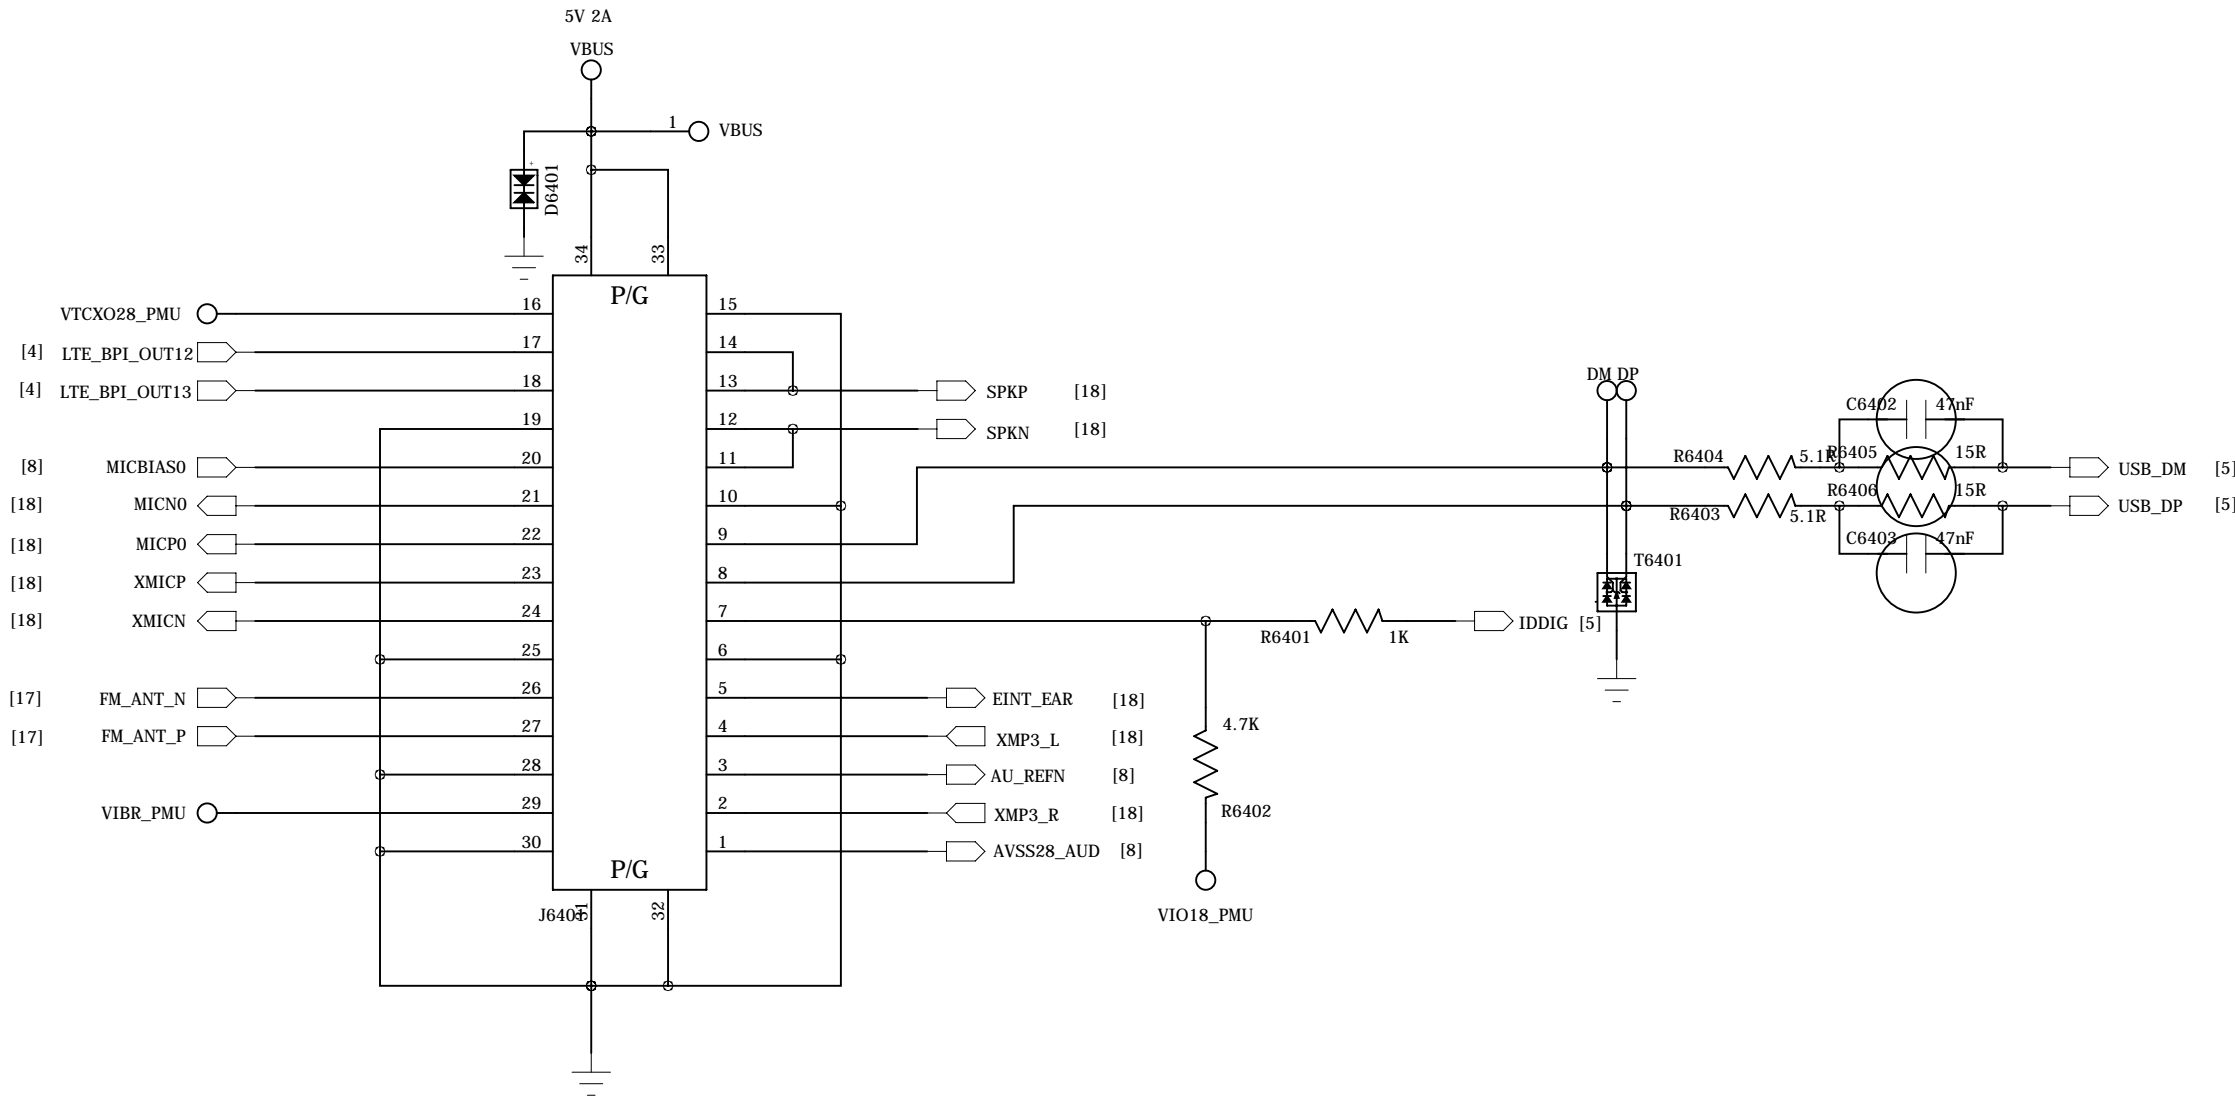 5V 2A
VBUS
1 VBUS
D6401
34 33
P/G
VTCXO28_PMU 16 15
[4] LTE_BPI_OUT12 17 14
[4] LTE_BPI_OUT13 18 13 SPKP [18]
19 12 SPKN [18]
[8] MICBIAS0 20 11
[18] MICN0 21 10
[18] MICP0 22 9
[18] XMICP 23 8
[18] XMICN 24 7
25 6
[17] FM_ANT_N 26 5 EINT_EAR [18]
[17] FM_ANT_P 27 4 XMP3_L [18]
28 3 AU_REFN [8]
VIBR_PMU 29 2 XMP3_R [18]
30 1 AVSS28_AUD [8]
P/G
J6401 31 32
R6401 1K IDDIG [5]
4.7K
R6402
VIO18_PMU
DM DP
T6401
C6402 47nF
R6404 5.1R R6405 15R USB_DM [5]
R6403 5.1R R6406 15R USB_DP [5]
C6403 47nF